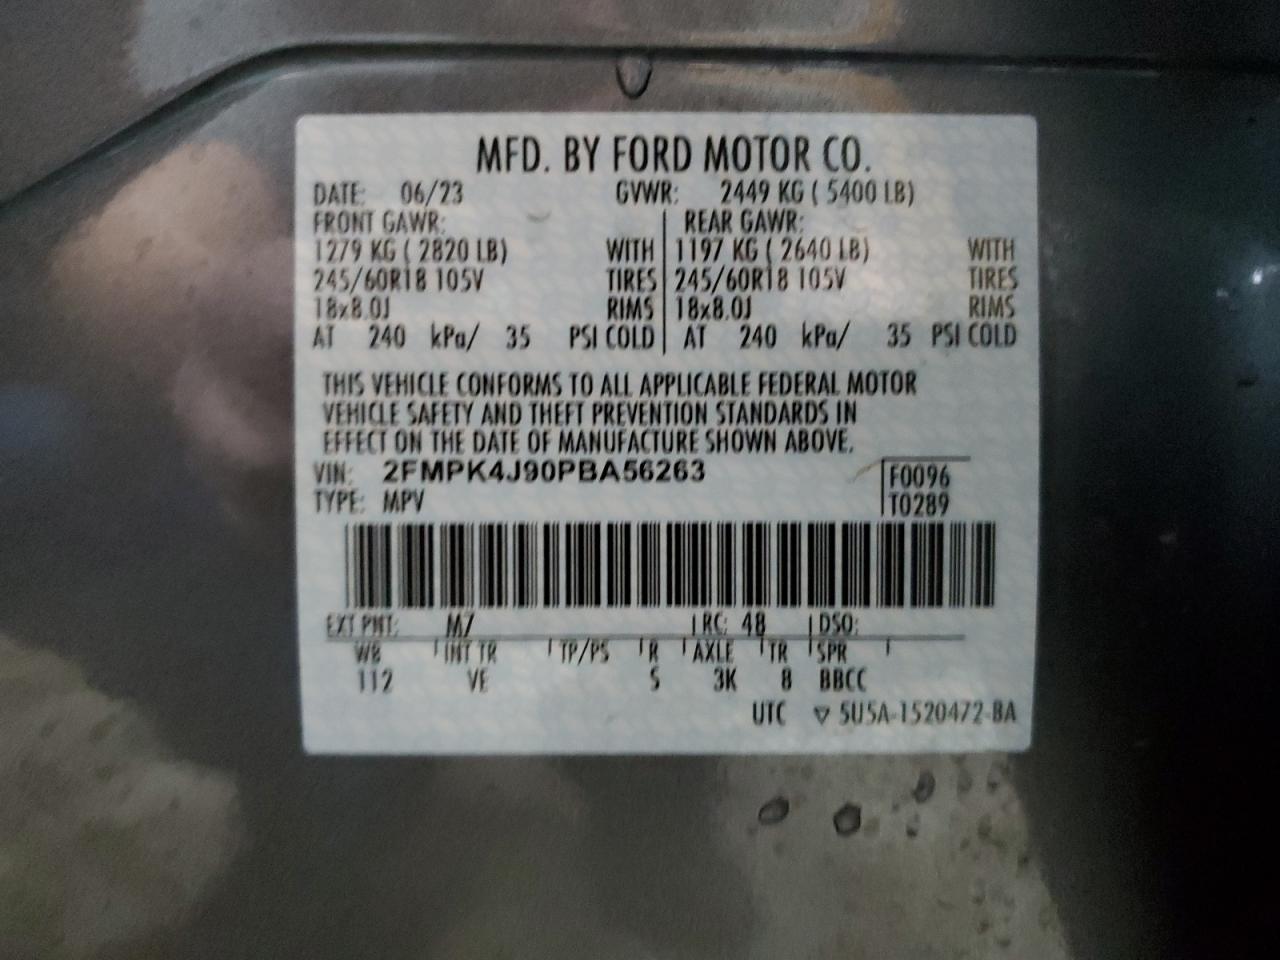 MFD. BY FORD MOTOR CO.
DATE: 06/23 GVWR: 2449 KG ( 5400 LB)
FRONT GAWR: REAR GAWR:
1279 KG ( 2820 LB) WITH 1197 KG ( 2640 LB) WITH
245/60R18 105V TIRES 245/60R18 105V TIRES
18x8.0J RIMS 18x8.0J RIMS
AT 240 kPa/ 35 PSI COLD AT 240 kPa/ 35 PSI COLD
THIS VEHICLE CONFORMS TO ALL APPLICABLE FEDERAL MOTOR
VEHICLE SAFETY AND THEFT PREVENTION STANDARDS IN
EFFECT ON THE DATE OF MANUFACTURE SHOWN ABOVE.
VIN: 2FMPK4J90PBA56263 F0096
TYPE: MPV T0289
EXT PNT: M7 RC: 48 DSO:
WB INT TR TP/PS R AXLE TR SPR
112 VE S 3K 8 BBCC
UTC ▽ 5U5A-1520472-BA